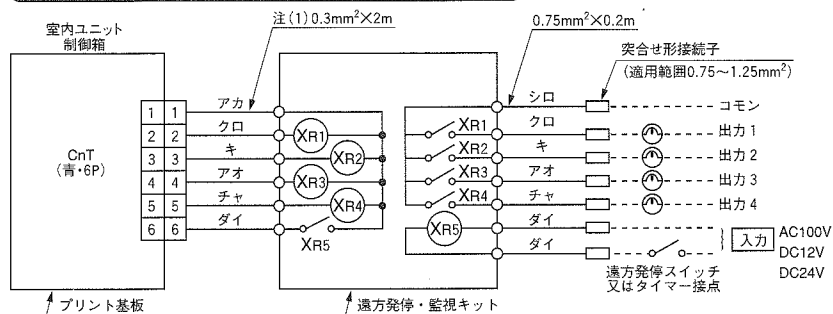 注(1) 0.3mm²×2m
0.75mm²×0.2m
室内ユニット
制御箱
突合せ形接続子
(適用範囲0.75～1.25mm²)
CnT
(青・6P)
1 1
2 2
3 3
4 4
5 5
6 6
アカ
クロ
キ
アオ
チャ
ダイ
XR1
XR2
XR3
XR4
XR5
XR1
XR2
XR3
XR4
XR5
シロ
クロ
キ
アオ
チャ
ダイ
ダイ
コモン
出力 1
出力 2
出力 3
出力 4
入力
AC100V
DC12V
DC24V
遠方発停スイッチ
又はタイマー接点
プリント基板
遠方発停・監視キット